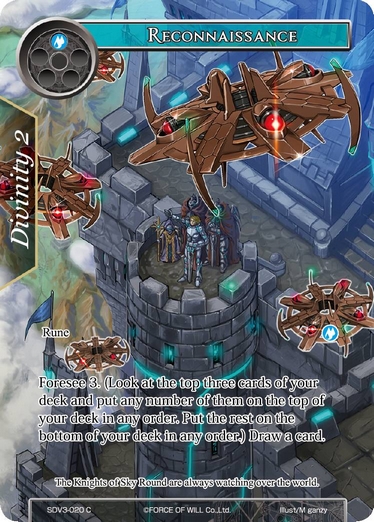 Reconnaissance
Divinity 2
Rune
Foresee 3. (Look at the top three cards of your
deck and put any number of them on the top of
your deck in any order. Put the rest on the
bottom of your deck in any order.) Draw a card.
The Knights of Sky Round are always watching over the world.
SDV3-020 C ©FORCE OF WILL Co.,Ltd. Illust/M ganzy